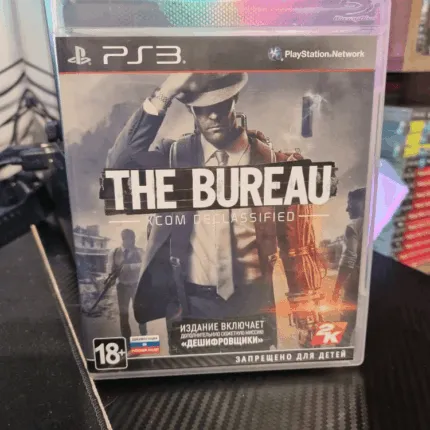 PS3
PlayStation Network
THE BUREAU
XCOM DECLASSIFIED
ИЗДАНИЕ ВКЛЮЧАЕТ
ДОПОЛНИТЕЛЬНУЮ СЮЖЕТНУЮ МИССИЮ
«ДЕШИФРОВЩИКИ»
2K
18+
ЗАПРЕЩЕНО ДЛЯ ДЕТЕЙ